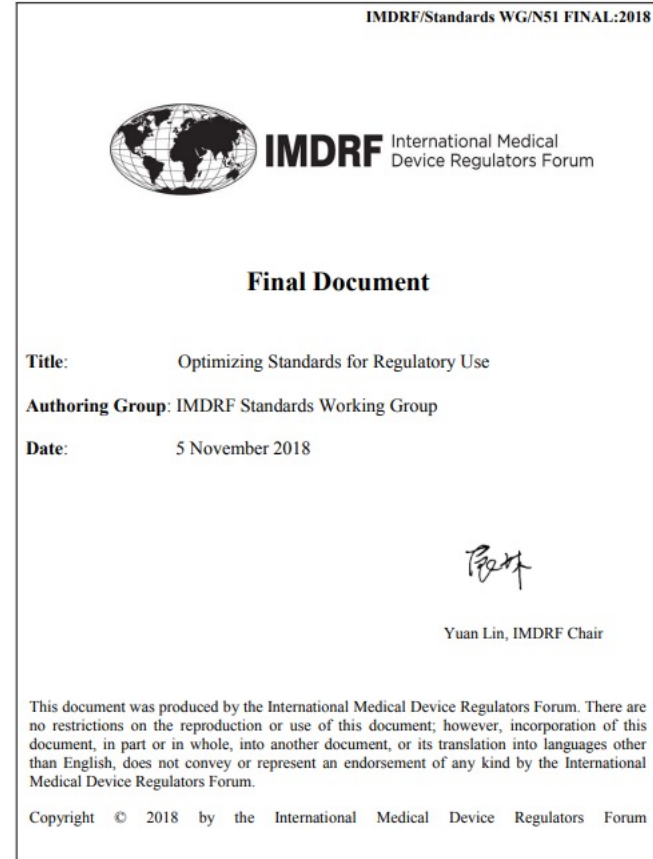 IMDRF/Standards WG/N51 FINAL:2018
IMDRF International Medical
Device Regulators Forum
Final Document
Title: Optimizing Standards for Regulatory Use
Authoring Group: IMDRF Standards Working Group
Date: 5 November 2018
Yuan Lin, IMDRF Chair
This document was produced by the International Medical Device Regulators Forum. There are
no restrictions on the reproduction or use of this document; however, incorporation of this
document, in part or in whole, into another document, or its translation into languages other
than English, does not convey or represent an endorsement of any kind by the International
Medical Device Regulators Forum.
Copyright © 2018 by the International Medical Device Regulators Forum